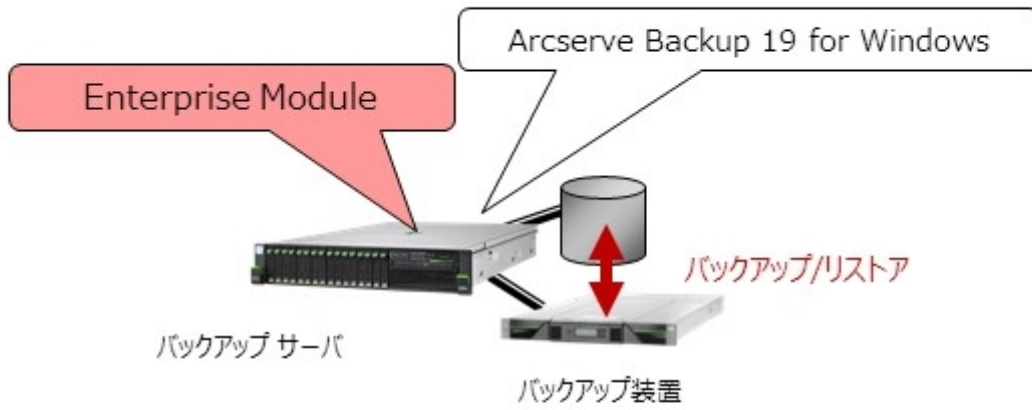 Arcserve Backup 19 for Windows
Enterprise Module
バックアップ/リストア
バックアップ サーバ
バックアップ装置